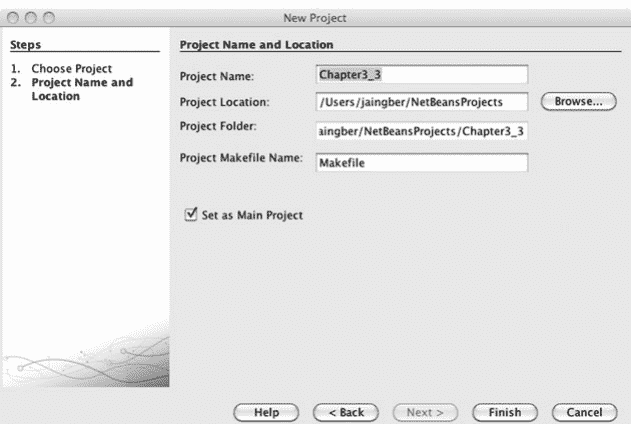 New Project
Steps
1. Choose Project
2. Project Name and
Location
Project Name and Location
Project Name: Chapter3_3
Project Location: /Users/jaingber/NetBeansProjects Browse...
Project Folder: aingber/NetBeansProjects/Chapter3_3
Project Makefile Name: Makefile
Set as Main Project
Help < Back Next > Finish Cancel